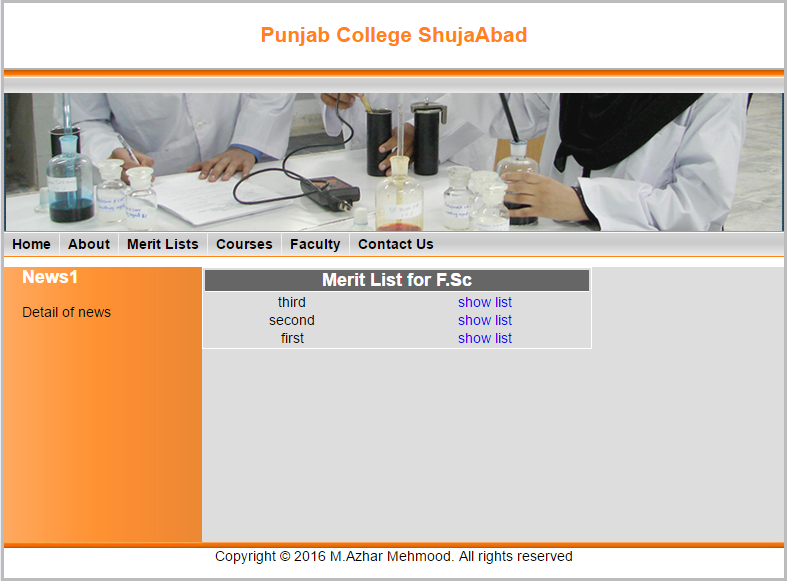 Punjab College ShujaAbad
Home About Merit Lists Courses Faculty Contact Us
News1
Detail of news
Merit List for F.Sc
third show list
second show list
first show list
Copyright © 2016 M.Azhar Mehmood. All rights reserved